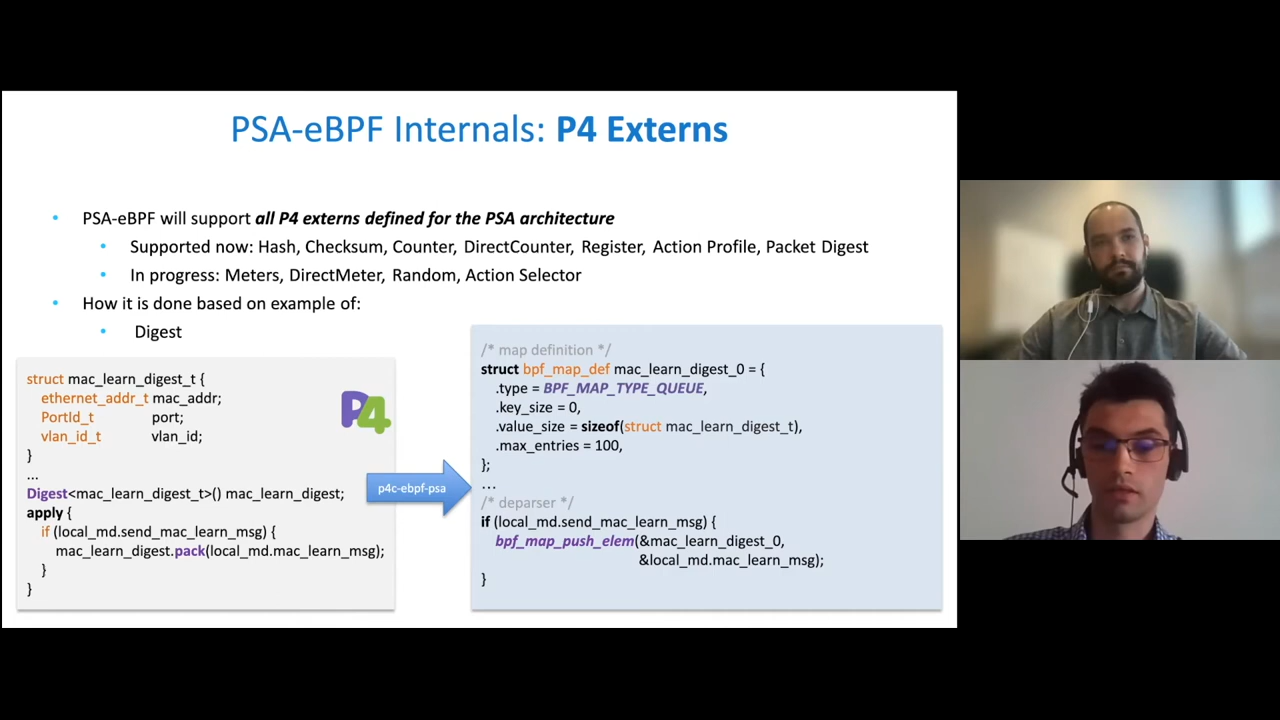 PSA-eBPF Internals: P4 Externs
• PSA-eBPF will support all P4 externs defined for the PSA architecture
• Supported now: Hash, Checksum, Counter, DirectCounter, Register, Action Profile, Packet Digest
• In progress: Meters, DirectMeter, Random, Action Selector
• How it is done based on example of:
• Digest
struct mac_learn_digest_t {
ethernet_addr_t mac_addr;
PortId_t port;
vlan_id_t vlan_id;
}
...
Digest<mac_learn_digest_t>() mac_learn_digest;
apply {
if (local_md.send_mac_learn_msg) {
mac_learn_digest.pack(local_md.mac_learn_msg);
}
}
P4
p4c-ebpf-psa
/* map definition */
struct bpf_map_def mac_learn_digest_0 = {
.type = BPF_MAP_TYPE_QUEUE,
.key_size = 0,
.value_size = sizeof(struct mac_learn_digest_t),
.max_entries = 100,
};
...
/* deparser */
if (local_md.send_mac_learn_msg) {
bpf_map_push_elem(&mac_learn_digest_0,
&local_md.mac_learn_msg);
}